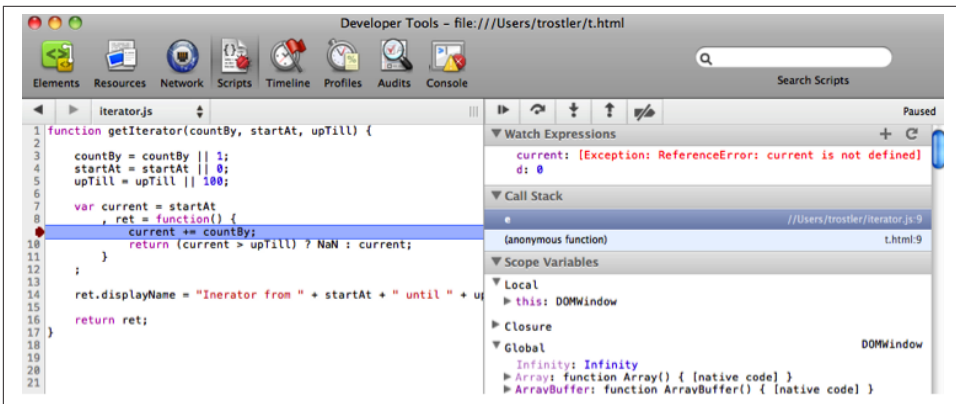 Developer Tools – file:///Users/trostler/t.html
Elements Resources Network Scripts Timeline Profiles Audits Console
Search Scripts
iterator.js
Paused
1 function getIterator(countBy, startAt, upTill) {
2
3 countBy = countBy || 1;
4 startAt = startAt || 0;
5 upTill = upTill || 100;
6
7 var current = startAt
8 , ret = function() {
current += countBy;
10 return (current > upTill) ? NaN : current;
11 }
12 ;
13
14 ret.displayName = "Inerator from " + startAt + " until " + up
15
16 return ret;
17 }
18
19
20
21
Watch Expressions
current: [Exception: ReferenceError: current is not defined]
d: 0
Call Stack
e //Users/trostler/iterator.js:9
(anonymous function) t.html:9
Scope Variables
Local
this: DOMWindow
Closure
Global DOMWindow
Infinity: Infinity
Array: function Array() { [native code] }
ArrayBuffer: function ArrayBuffer() { [native code] }